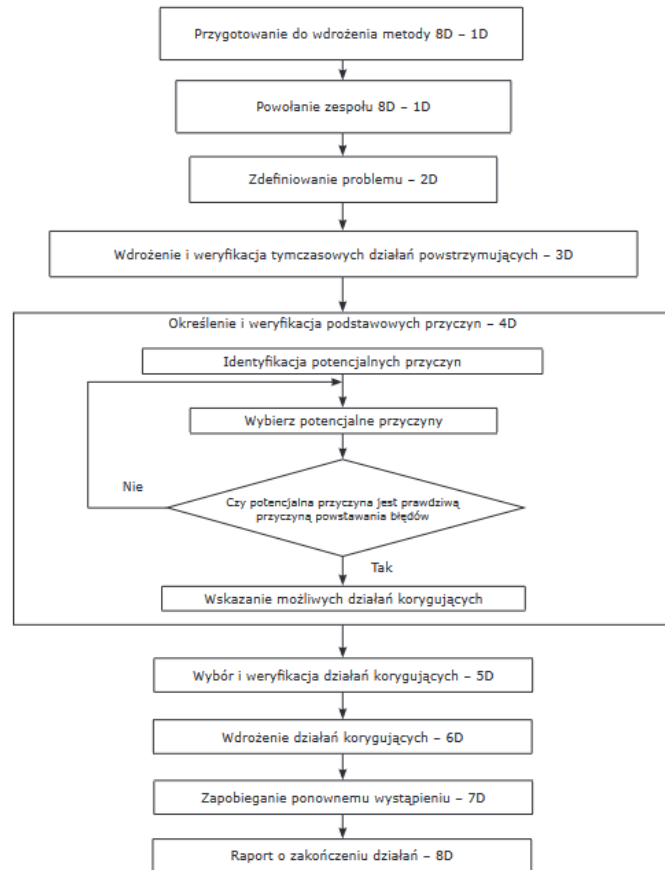 Przygotowanie do wdrożenia metody 8D – 1D
Powołanie zespołu 8D – 1D
Zdefiniowanie problemu – 2D
Wdrożenie i weryfikacja tymczasowych działań powstrzymujących – 3D
Określenie i weryfikacja podstawowych przyczyn – 4D
Identyfikacja potencjalnych przyczyn
Wybierz potencjalne przyczyny
Nie
Czy potencjalna przyczyna jest prawdziwą
przyczyną powstawania błędów
Tak
Wskazanie możliwych działań korygujących
Wybór i weryfikacja działań korygujących – 5D
Wdrożenie działań korygujących – 6D
Zapobieganie ponownemu wystąpieniu – 7D
Raport o zakończeniu działań – 8D